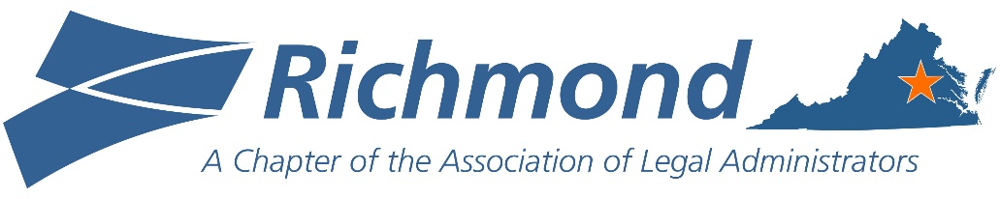 Richmond
A Chapter of the Association of Legal Administrators